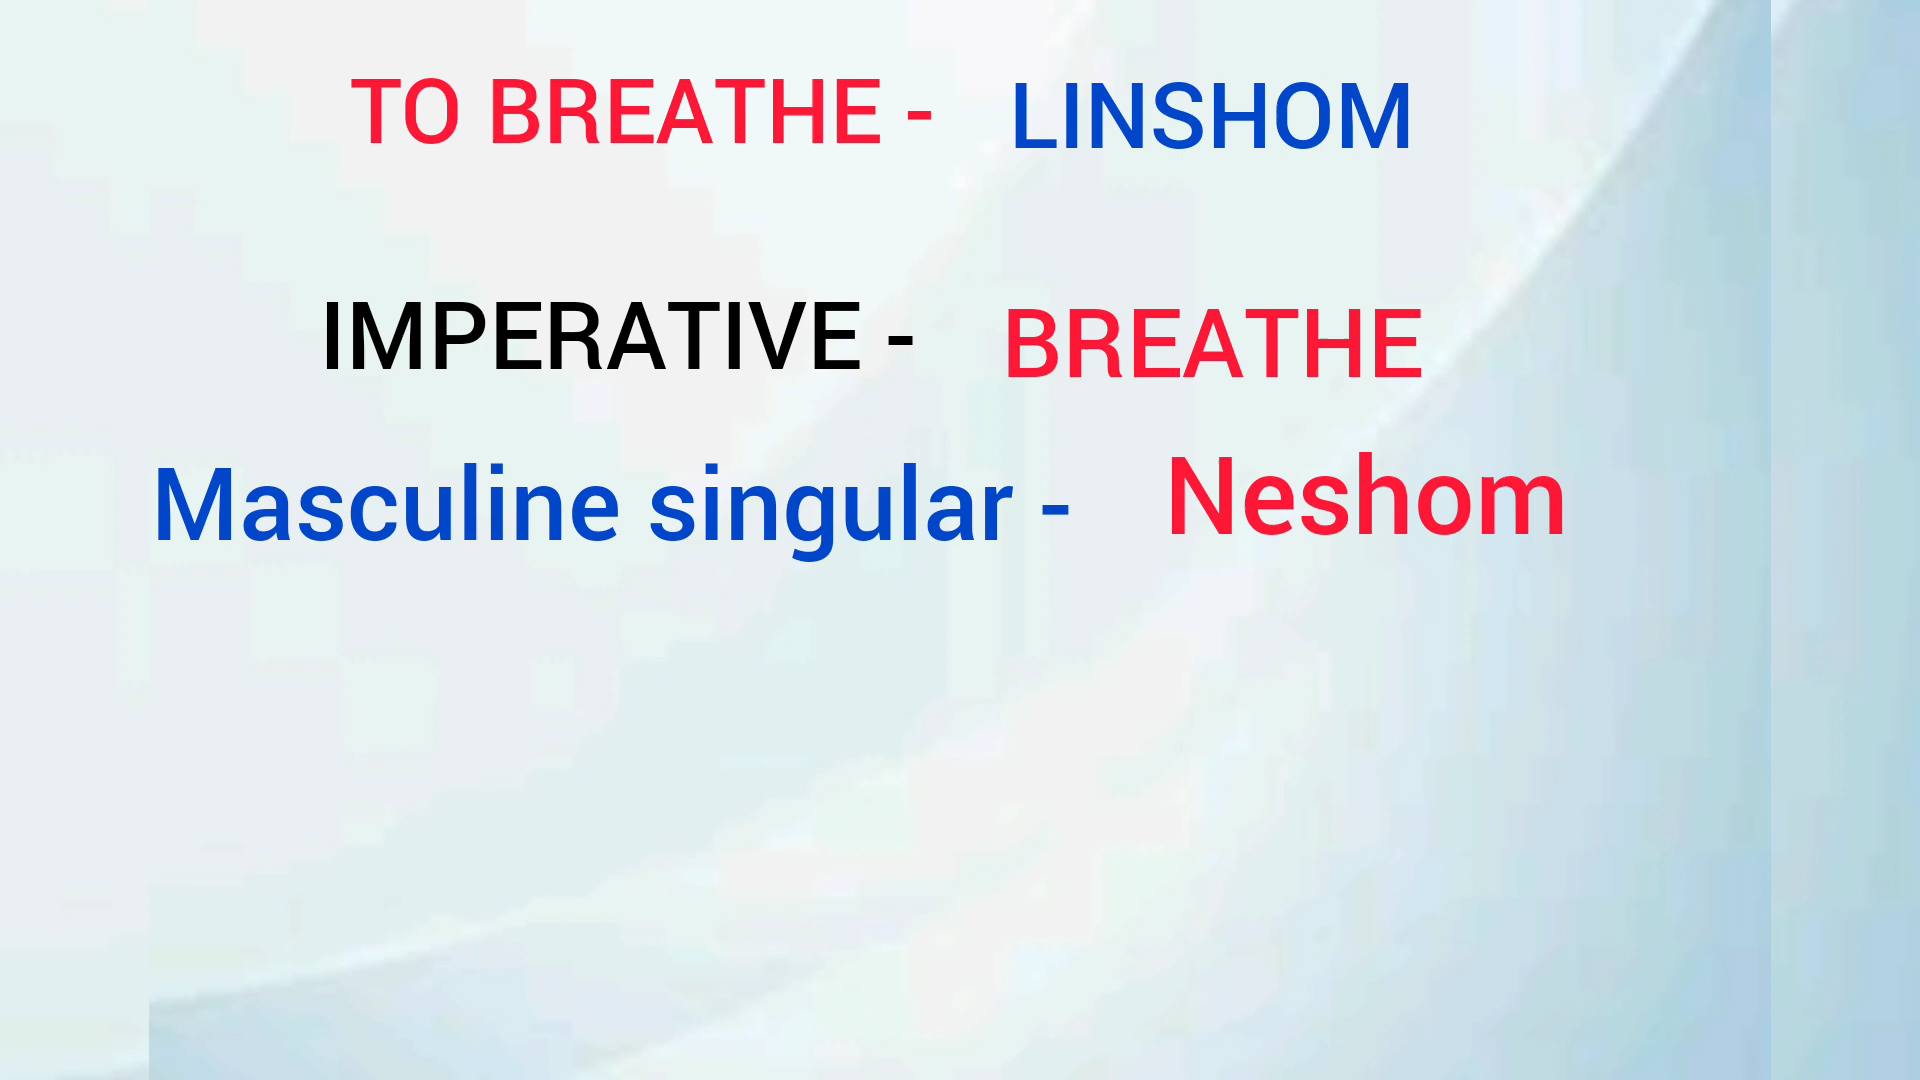 TO BREATHE - LINSHOM
IMPERATIVE - BREATHE
Masculine singular - Neshom